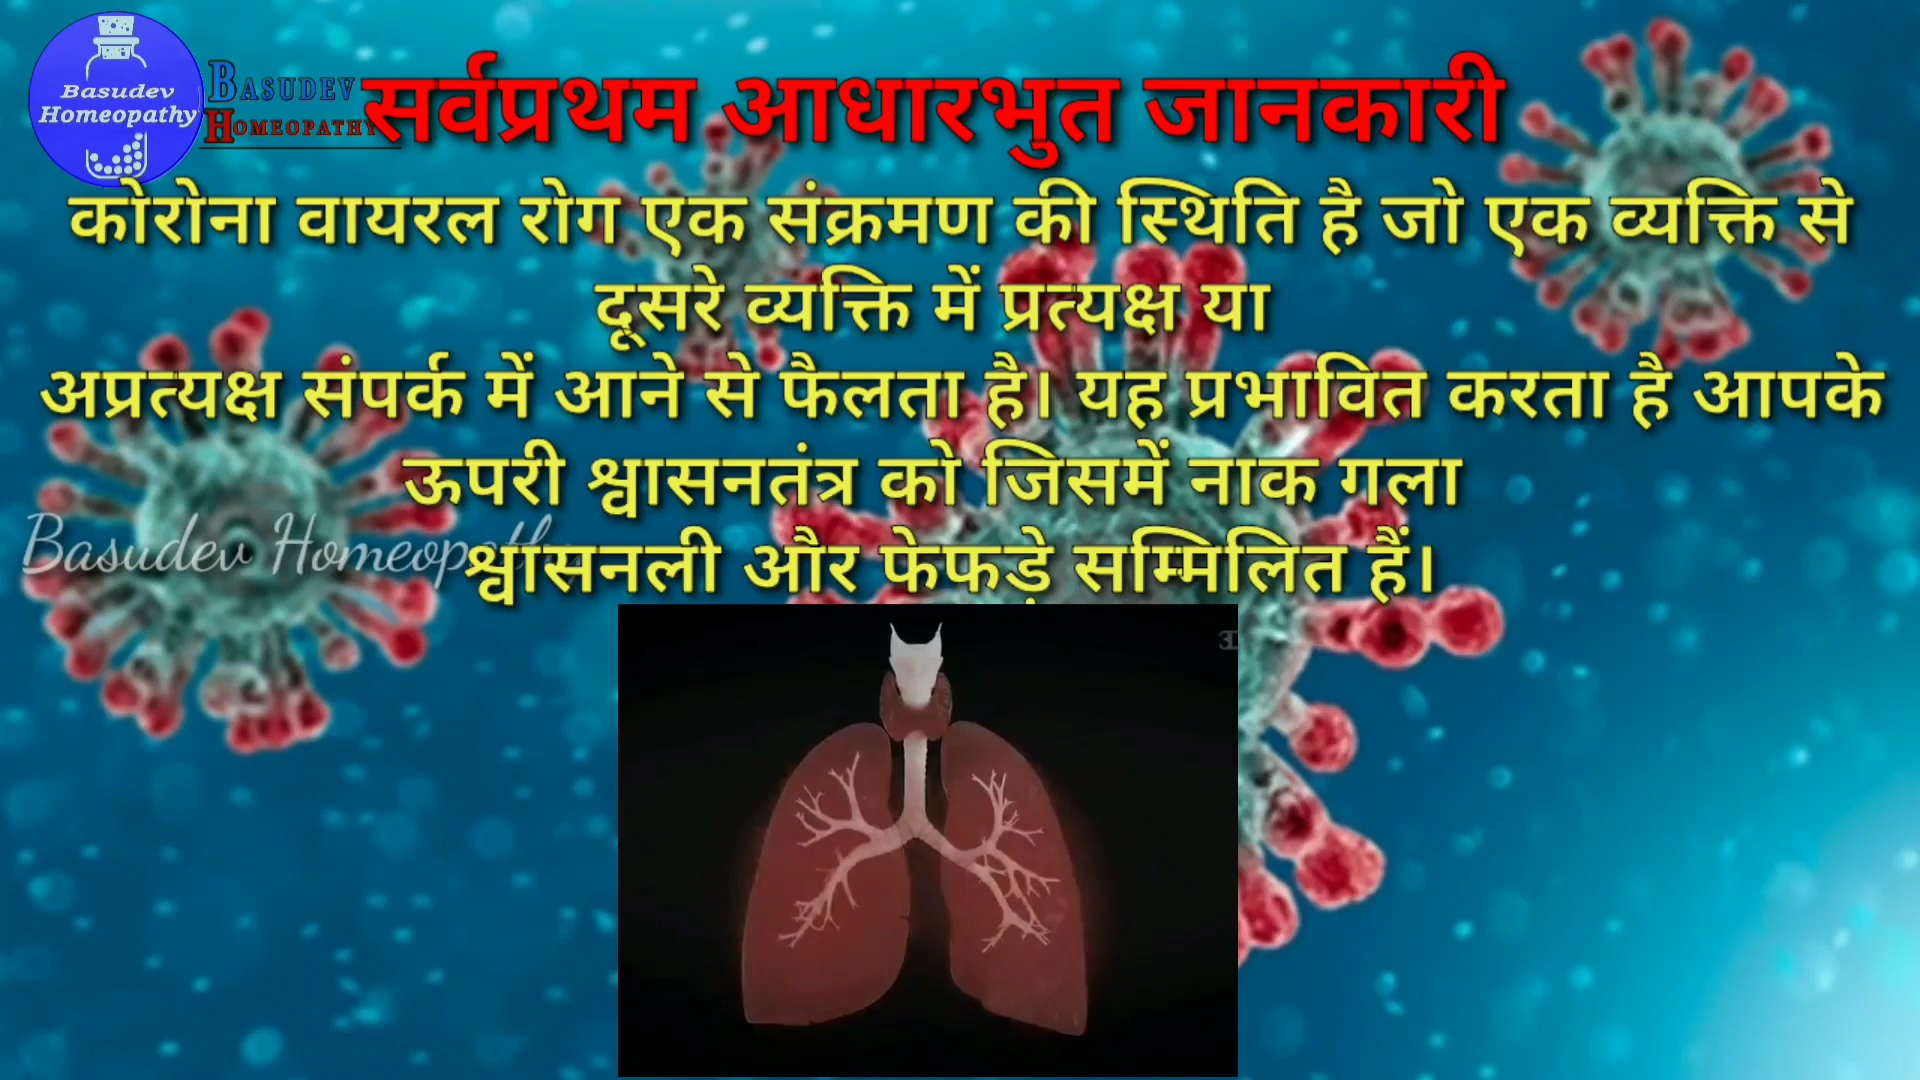 Basudev
Homeopathy
BASUDEV
HOMEOPATHY
सर्वप्रथम आधारभुत जानकारी
कोरोना वायरल रोग एक संक्रमण की स्थिति है जो एक व्यक्ति से
दूसरे व्यक्ति में प्रत्यक्ष या
अप्रत्यक्ष संपर्क में आने से फैलता है। यह प्रभावित करता है आपके
ऊपरी श्वासनतंत्र को जिसमें नाक गला
Basudev
श्वासनली और फेफड़े सम्मिलित हैं।